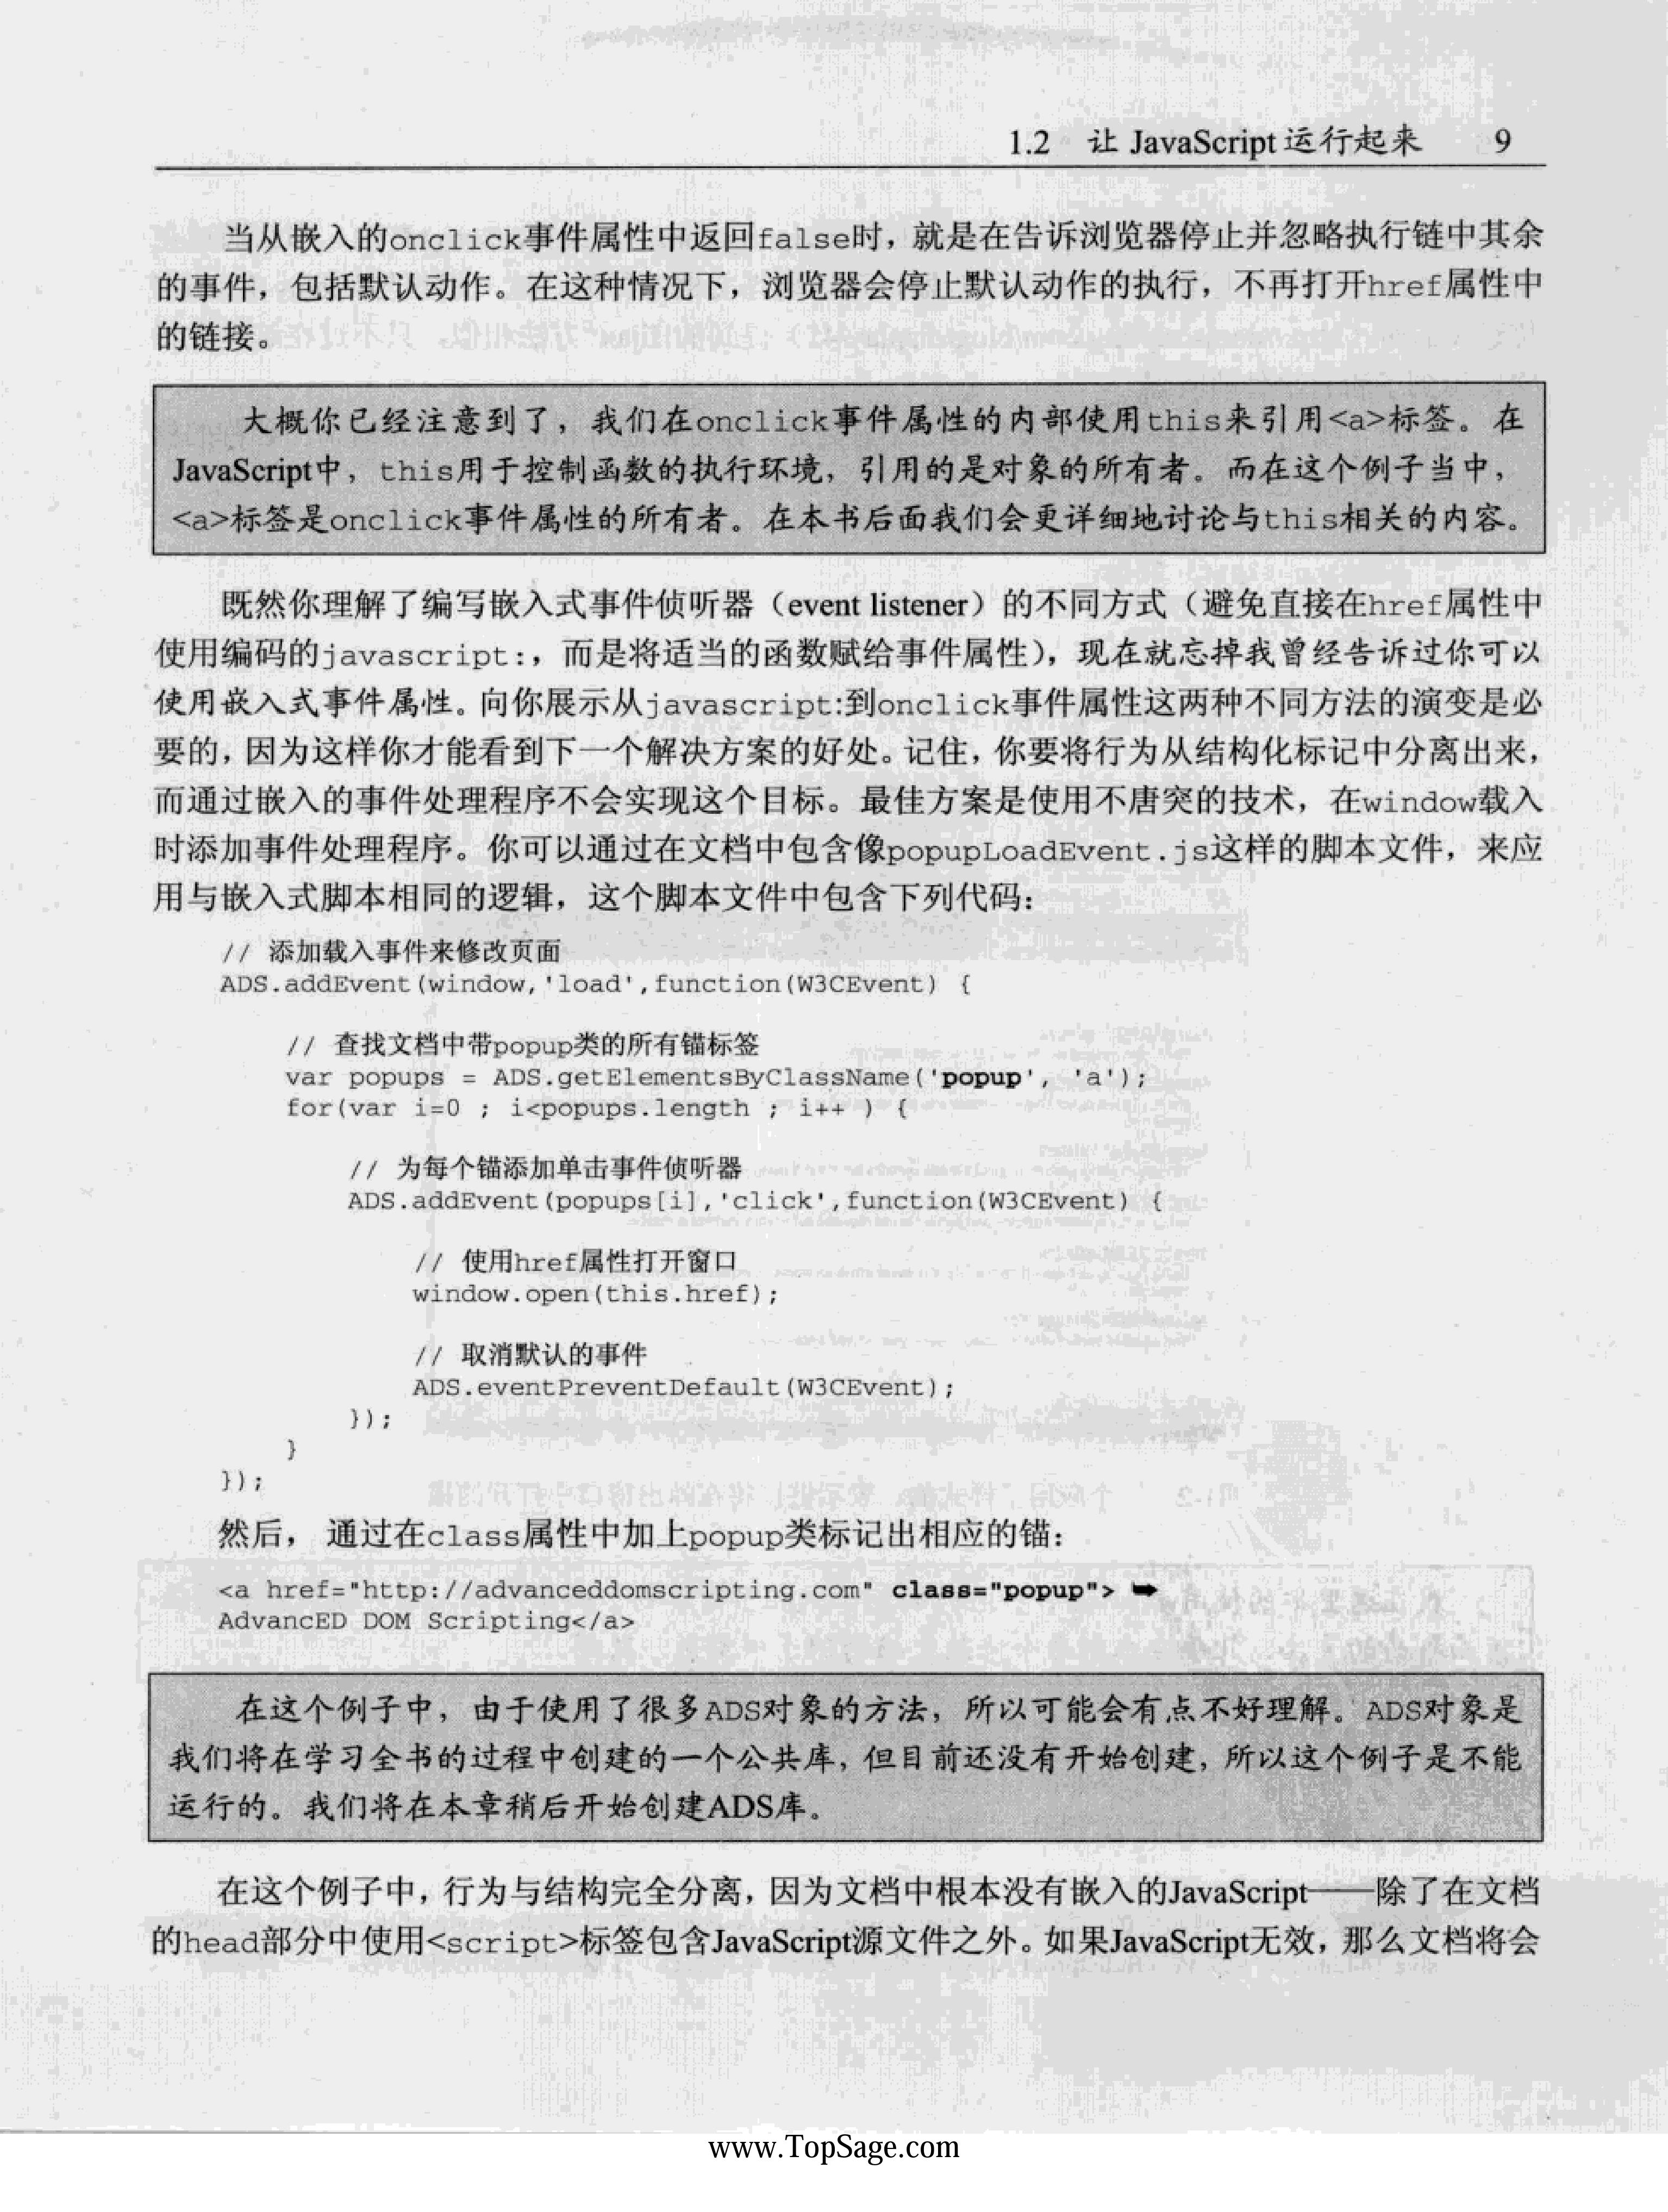 1.2 让 JavaScript 运行起来 9
当从嵌入的onclick事件属性中返回false时，就是在告诉浏览器停止并忽略执行链中其余
的事件，包括默认动作。在这种情况下，浏览器会停止默认动作的执行，不再打开href属性中
的链接。
大概你已经注意到了，我们在onclick事件属性的内部使用this来引用<a>标签。在
JavaScript中，this用于控制函数的执行环境，引用的是对象的所有者。而在这个例子当中，
<a>标签是onclick事件属性的所有者。在本书后面我们会更详细地讨论与this相关的内容。
既然你理解了编写嵌入式事件侦听器（event listener）的不同方式（避免直接在href属性中
使用编码的javascript:，而是将适当的函数赋给事件属性），现在就忘掉我曾经告诉过你可以
使用嵌入式事件属性。向你展示从javascript:到onclick事件属性这两种不同方法的演变是必
要的，因为这样你才能看到下一个解决方案的好处。记住，你要将行为从结构化标记中分离出来，
而通过嵌入的事件处理程序不会实现这个目标。最佳方案是使用不唐突的技术，在window载入
时添加事件处理程序。你可以通过在文档中包含像popupLoadEvent.js这样的脚本文件，来应
用与嵌入式脚本相同的逻辑，这个脚本文件中包含下列代码：
// 添加载入事件来修改页面
ADS.addEvent(window,'load',function(W3CEvent) {
// 查找文档中带popup类的所有锚标签
var popups = ADS.getElementsByClassName('popup', 'a');
for(var i=0 ; i<popups.length ; i++ ) {
// 为每个锚添加单击事件侦听器
ADS.addEvent(popups[i],'click',function(W3CEvent) {
// 使用href属性打开窗口
window.open(this.href);
// 取消默认的事件
ADS.eventPreventDefault(W3CEvent);
});
}
});
然后， 通过在class属性中加上popup类标记出相应的锚：
<a href="http://advanceddomscripting.com" class="popup"> ➥
AdvancED DOM Scripting</a>
在这个例子中，由于使用了很多ADS对象的方法，所以可能会有点不好理解。ADS对象是
我们将在学习全书的过程中创建的一个公共库，但目前还没有开始创建，所以这个例子是不能
运行的。我们将在本章稍后开始创建ADS库。
在这个例子中，行为与结构完全分离，因为文档中根本没有嵌入的JavaScript——除了在文档
的head部分中使用<script>标签包含JavaScript源文件之外。如果JavaScript无效，那么文档将会
www.TopSage.com